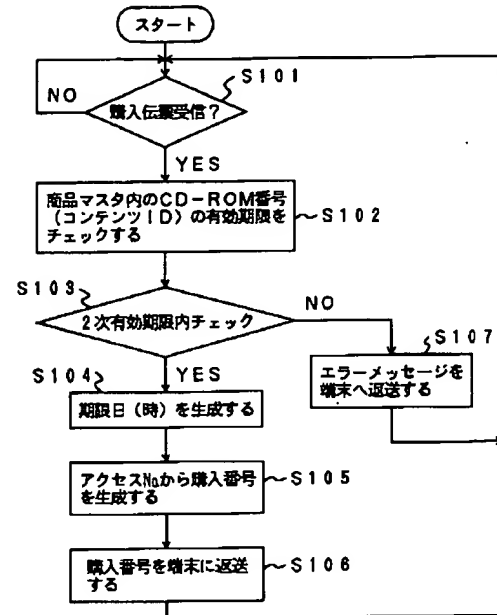 スタート
S101
NO
購入伝票受信?
YES
商品マスタ内のCD-ROM番号
(コンテンツID)の有効期限を
チェックする
S102
S103
2次有効期限内チェック
NO
S107
エラーメッセージを
端末へ返送する
YES
S104
期限日(時)を生成する
アクセスNoから購入番号
を生成する
S105
購入番号を端末に返送
する
S106